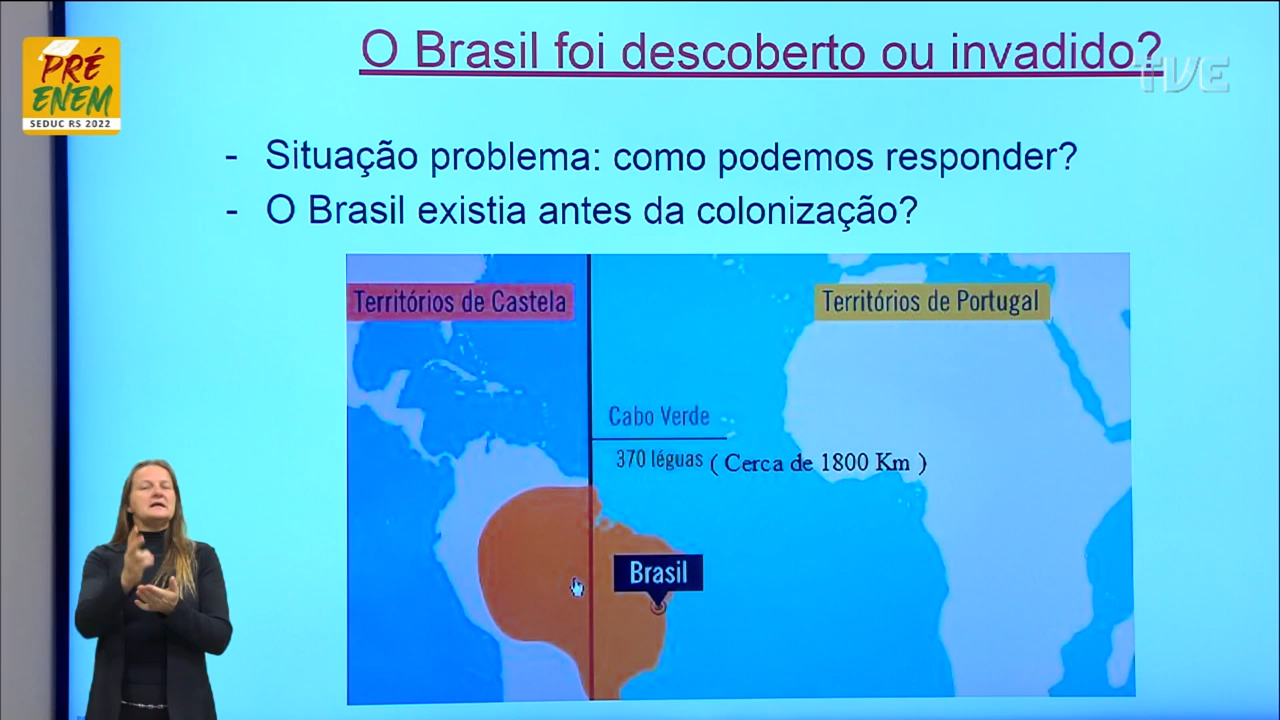 O Brasil foi descoberto ou invadido?
TVE
PRÉ
ENEM
SEDUC RS 2022
- Situação problema: como podemos responder?
- O Brasil existia antes da colonização?
Territórios de Castela
Territórios de Portugal
Cabo Verde
370 léguas ( Cerca de 1800 Km )
Brasil